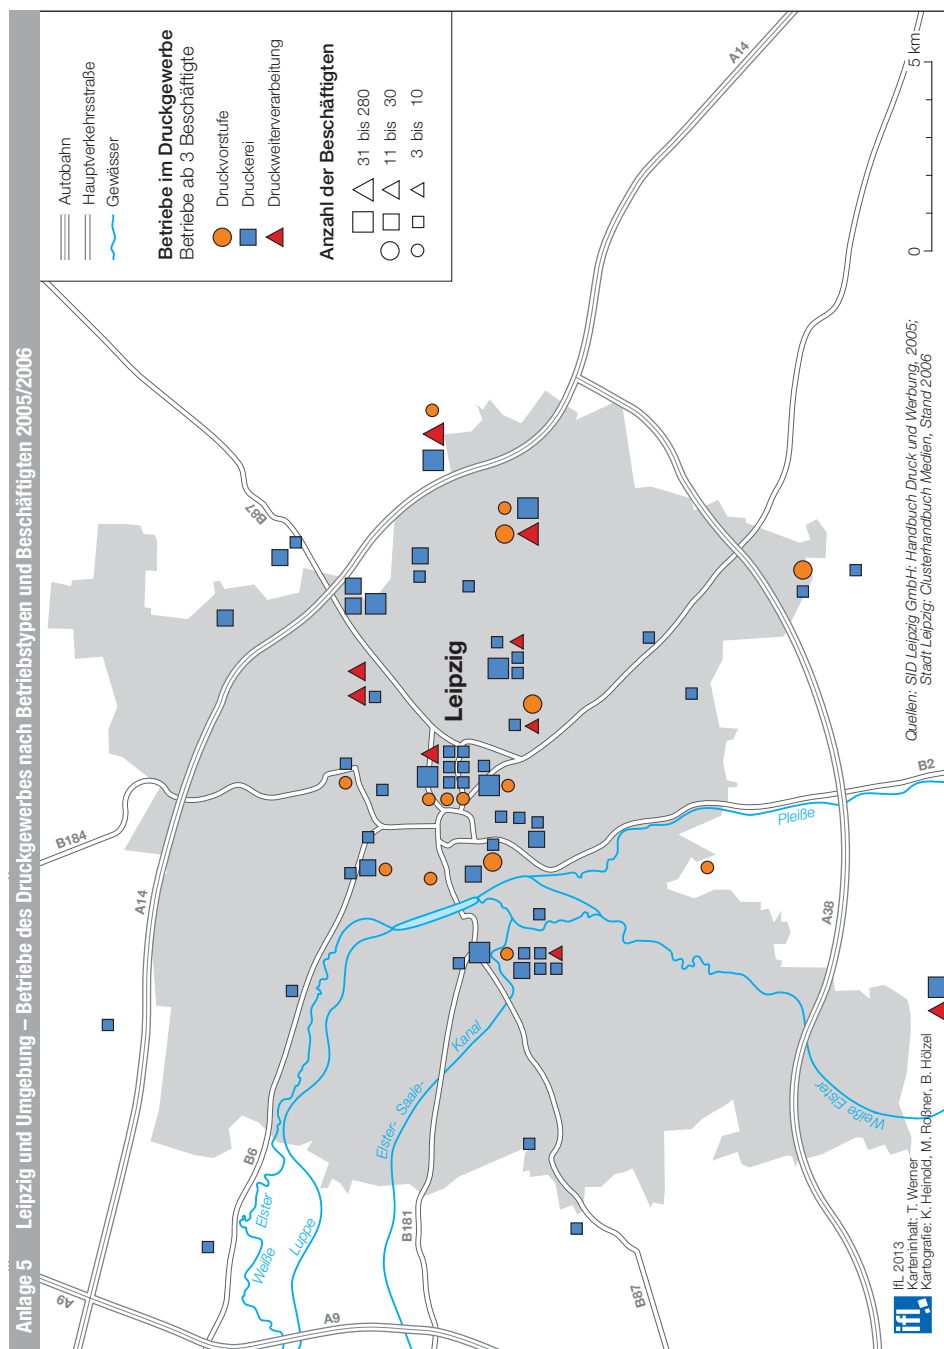 Anlage 5 Leipzig und Umgebung – Betriebe des Druckgewerbes nach Betriebstypen und Beschäftigten 2005/2006
Autobahn
Hauptverkehrsstraße
Gewässer
Betriebe im Druckgewerbe
Betriebe ab 3 Beschäftigte
Druckvorstufe
Druckerei
Druckweiterverarbeitung
Anzahl der Beschäftigten
31 bis 280
11 bis 30
3 bis 10
A9
A14
B184
B87
A14
B6
Weiße
Elster
Luppe
Elster-
Saale-
Kanal
B181
A9
B87
Leipzig
Pleiße
B2
A38
Weiße Elster
0
5 km
Quellen: SID Leipzig GmbH: Handbuch Druck und Werbung, 2005;
Stadt Leipzig: Clusterhandbuch Medien, Stand 2006
ifl
IfL 2013
Karteninhalt: T. Werner
Kartografie: K. Heinold, M. Roßner, B. Hölzel